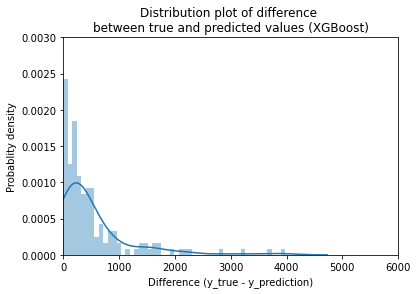 Distribution plot of difference
between true and predicted values (XGBoost)
0.0030
0.0025
0.0020
0.0015
0.0010
0.0005
0.0000
Probablity density
0 1000 2000 3000 4000 5000 6000
Difference (y_true - y_prediction)